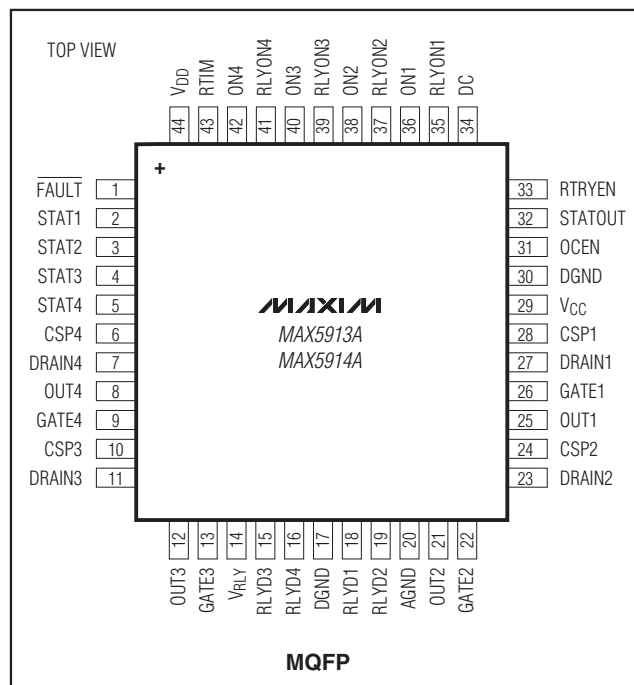 TOP VIEW
VDD
RTIM
ON4
RLYON4
ON3
RLYON3
ON2
RLYON2
ON1
RLYON1
DC
44
43
42
41
40
39
38
37
36
35
34
+
FAULT 1
STAT1 2
STAT2 3
STAT3 4
STAT4 5
CSP4 6
DRAIN4 7
OUT4 8
GATE4 9
CSP3 10
DRAIN3 11
MAXIM
MAX5913A
MAX5914A
33 RTRYEN
32 STATOUT
31 OCEN
30 DGND
29 VCC
28 CSP1
27 DRAIN1
26 GATE1
25 OUT1
24 CSP2
23 DRAIN2
12
13
14
15
16
17
18
19
20
21
22
OUT3
GATE3
VRLY
RLYD3
RLYD4
DGND
RLYD1
RLYD2
AGND
OUT2
GATE2
MQFP